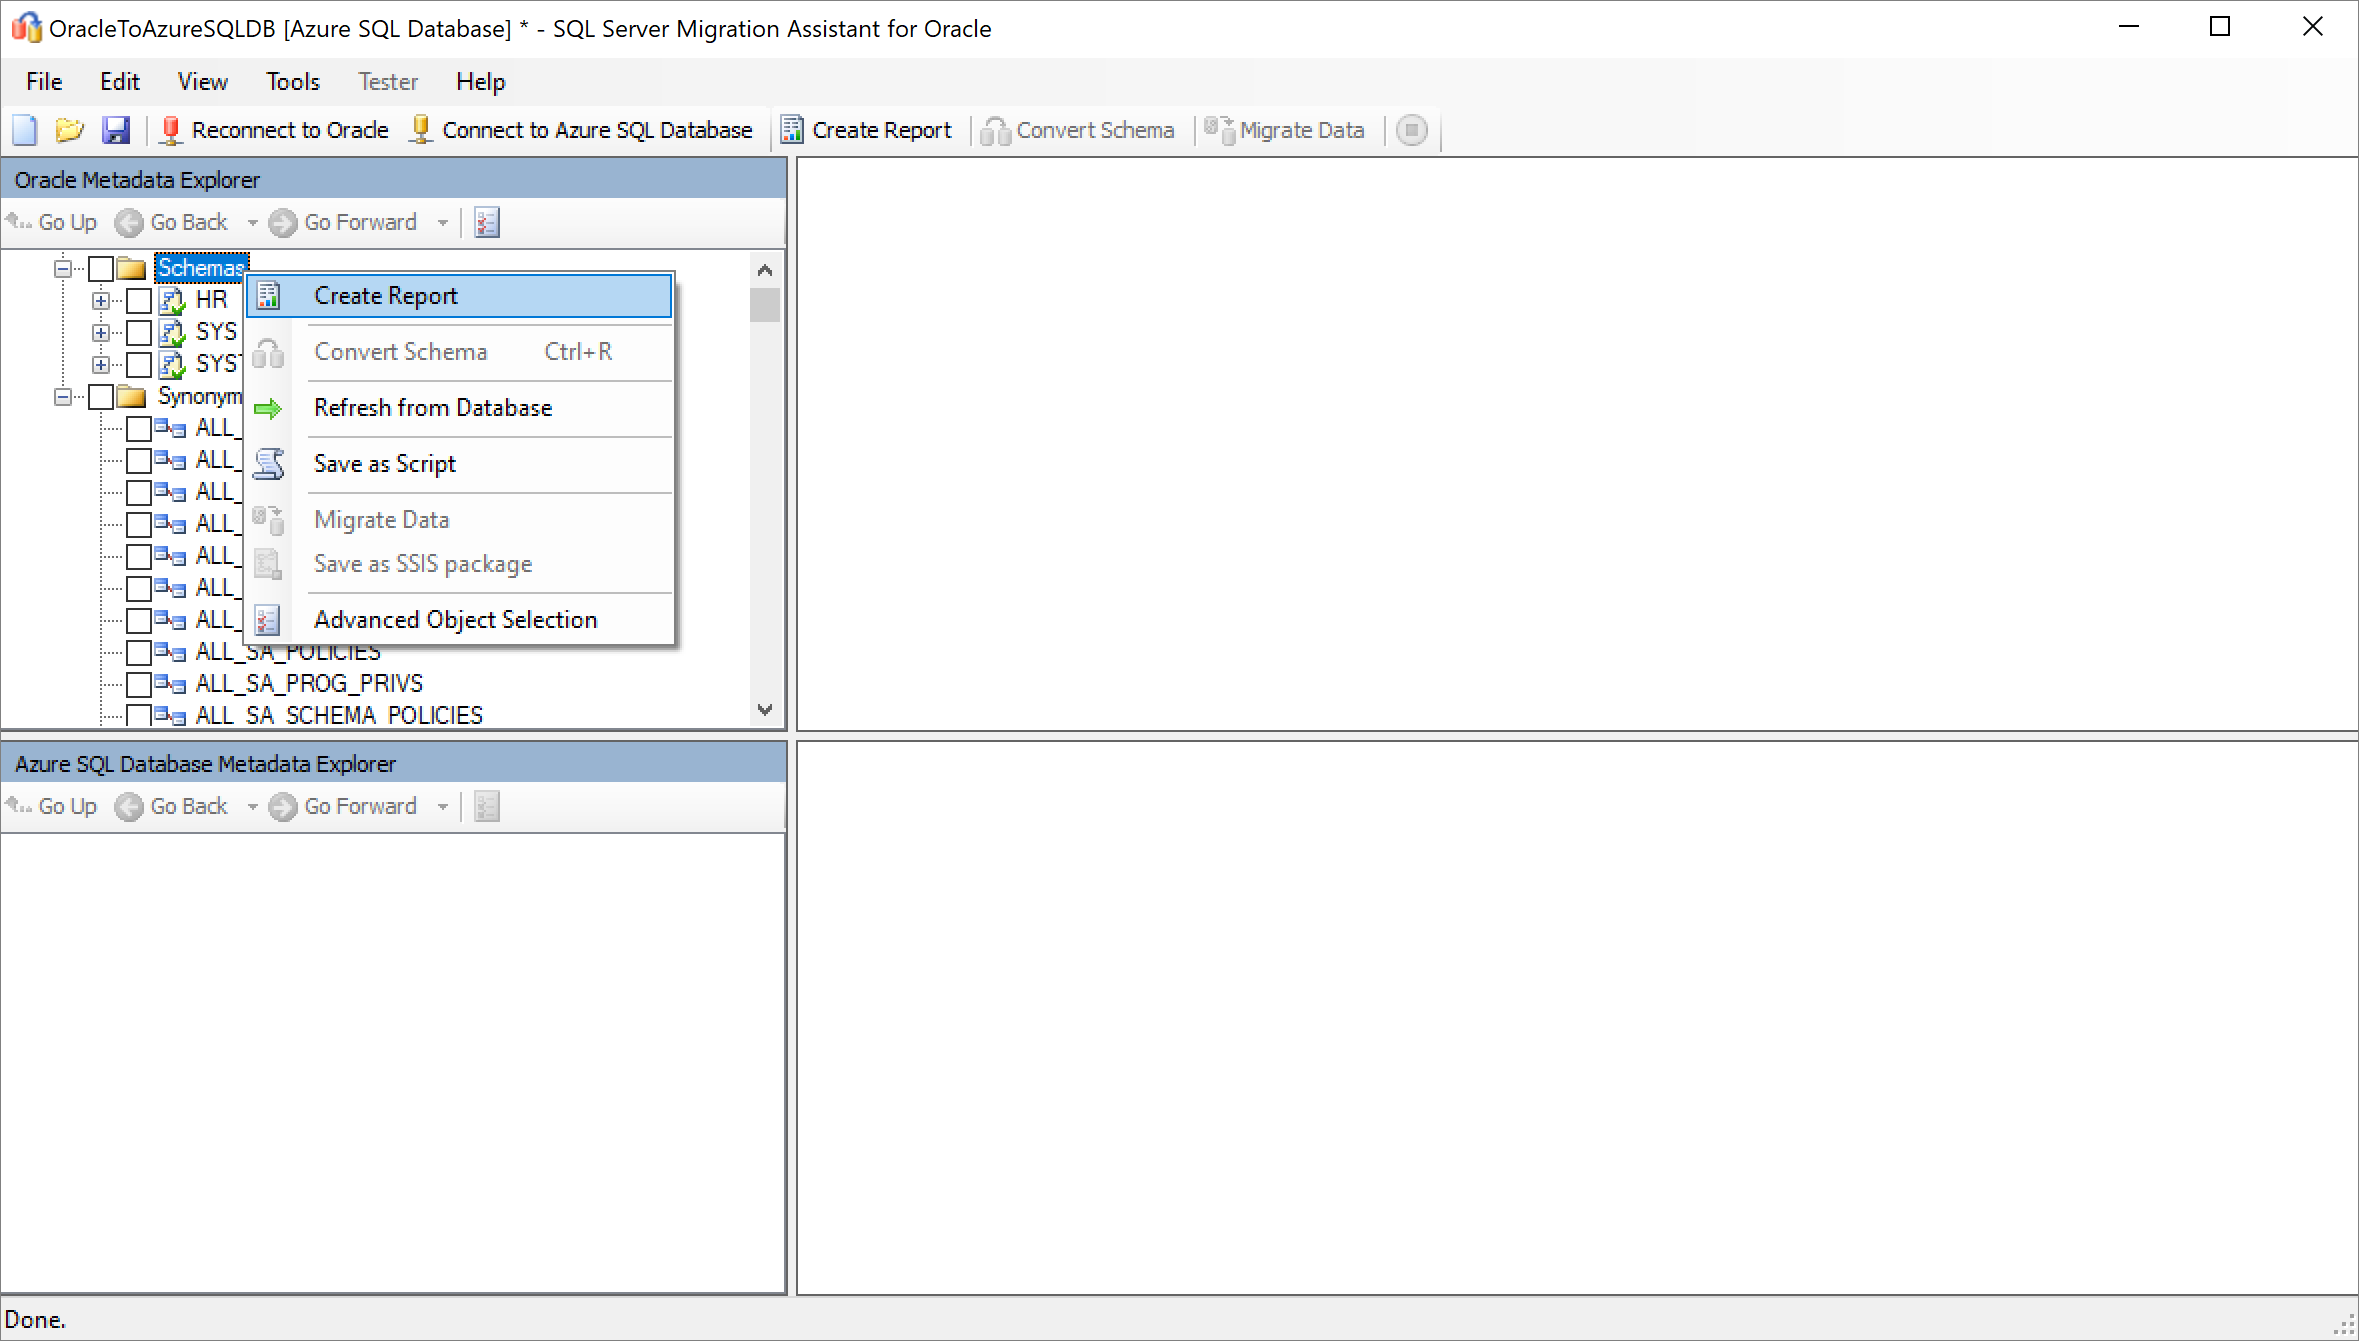 OracleToAzureSQLDB [Azure SQL Database] * - SQL Server Migration Assistant for Oracle
File Edit View Tools Tester Help
Reconnect to Oracle Connect to Azure SQL Database Create Report Convert Schema Migrate Data
Oracle Metadata Explorer
Go Up Go Back Go Forward
Schemas
HR
SYS
SYST
Synonym
ALL_
ALL_
ALL_
ALL_
ALL_
ALL_
ALL_
ALL_SA_POLICIES
ALL_SA_PROG_PRIVS
ALL_SA_SCHEMA_POLICIES
Create Report
Convert Schema Ctrl+R
Refresh from Database
Save as Script
Migrate Data
Save as SSIS package
Advanced Object Selection
Azure SQL Database Metadata Explorer
Go Up Go Back Go Forward
Done.